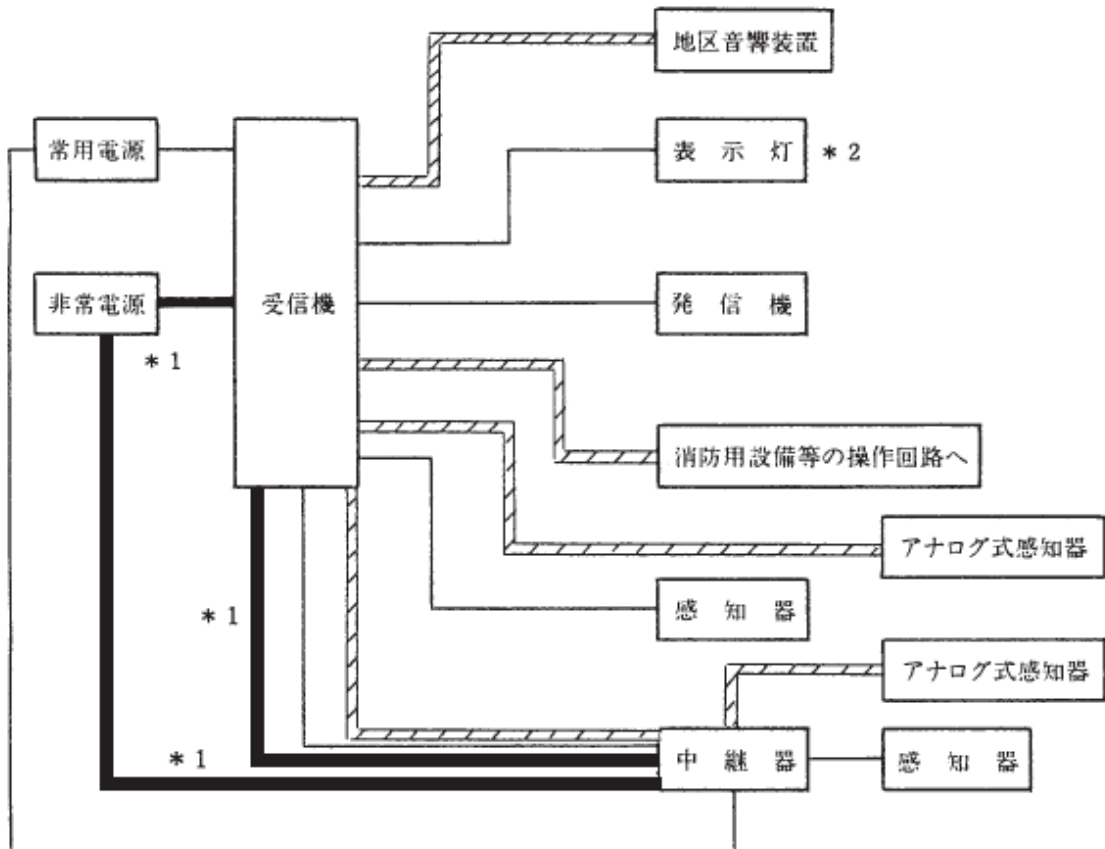 地区音響装置
常用電源
表示灯 *2
非常電源
受信機
発信機
*1
消防用設備等の操作回路へ
アナログ式感知器
*1
感知器
アナログ式感知器
*1
中継器
感知器